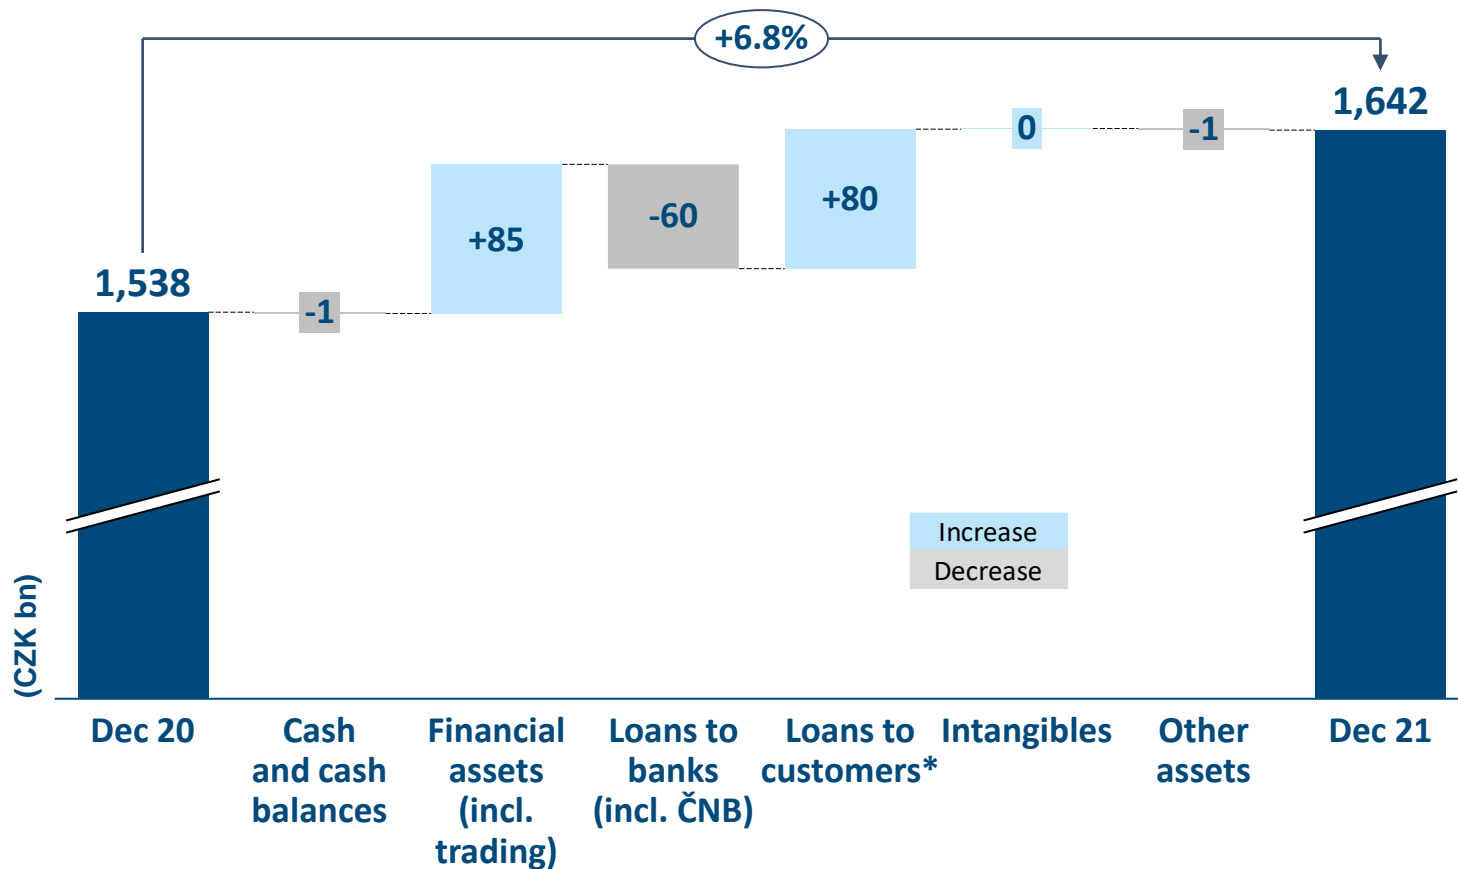 +6.8%
1,642
0
-1
+80
-60
+85
1,538
-1
Increase
Decrease
(CZK bn)
Dec 20
Cash
and cash
balances
Financial
assets
(incl.
trading)
Loans to
banks
(incl. ČNB)
Loans to
customers*
Intangibles
Other
assets
Dec 21